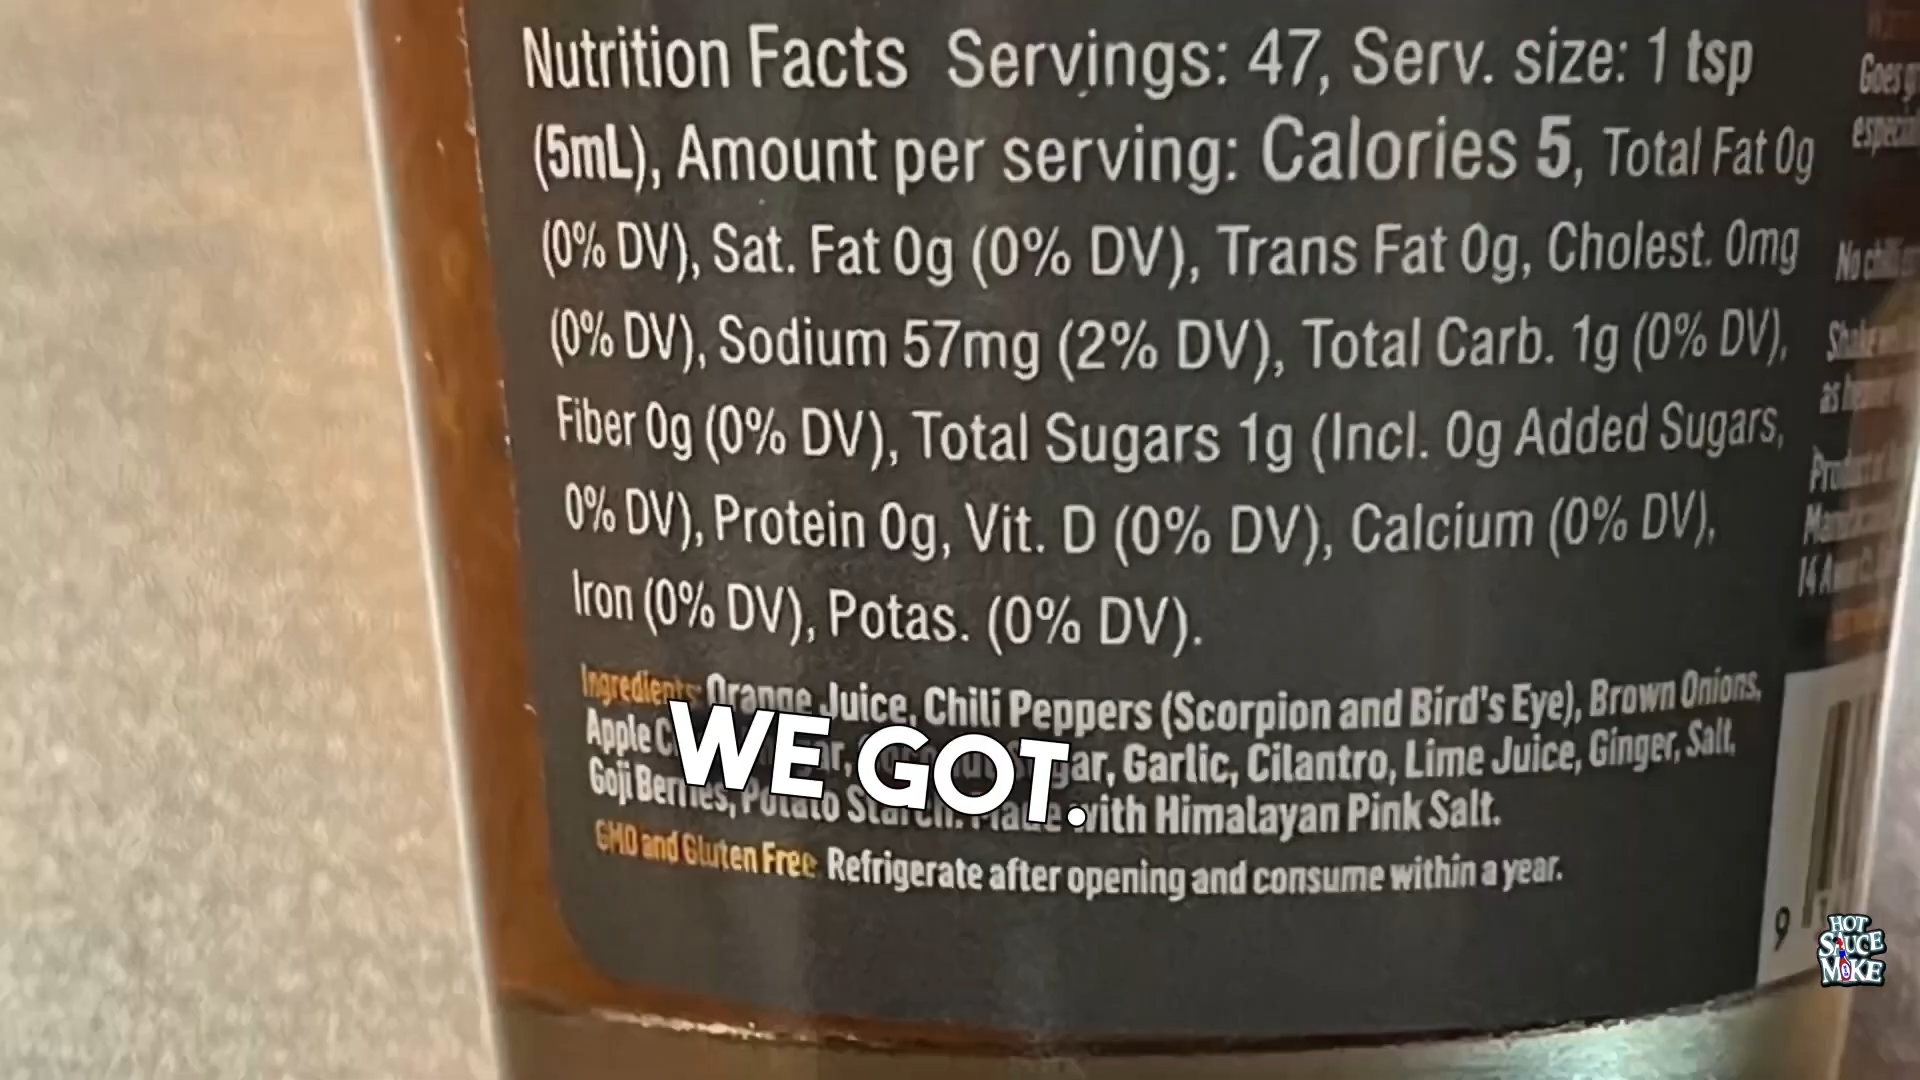 Nutrition Facts Servings: 47, Serv. size: 1 tsp
(5mL), Amount per serving: Calories 5, Total Fat 0g
(0% DV), Sat. Fat 0g (0% DV), Trans Fat 0g, Cholest. 0mg
(0% DV), Sodium 57mg (2% DV), Total Carb. 1g (0% DV),
Fiber 0g (0% DV), Total Sugars 1g (Incl. 0g Added Sugars,
0% DV), Protein 0g, Vit. D (0% DV), Calcium (0% DV),
Iron (0% DV), Potas. (0% DV).
Ingredients: Orange Juice, Chili Peppers (Scorpion and Bird's Eye), Brown Onions,
Apple Garlic, Cilantro, Lime Juice, Ginger, Salt,
Goji Berries, Potato Starch. Made with Himalayan Pink Salt.
GMO and Gluten Free Refrigerate after opening and consume within a year.
WE GOT.
Goes
No
9
HOT
SAUCE
MIKE